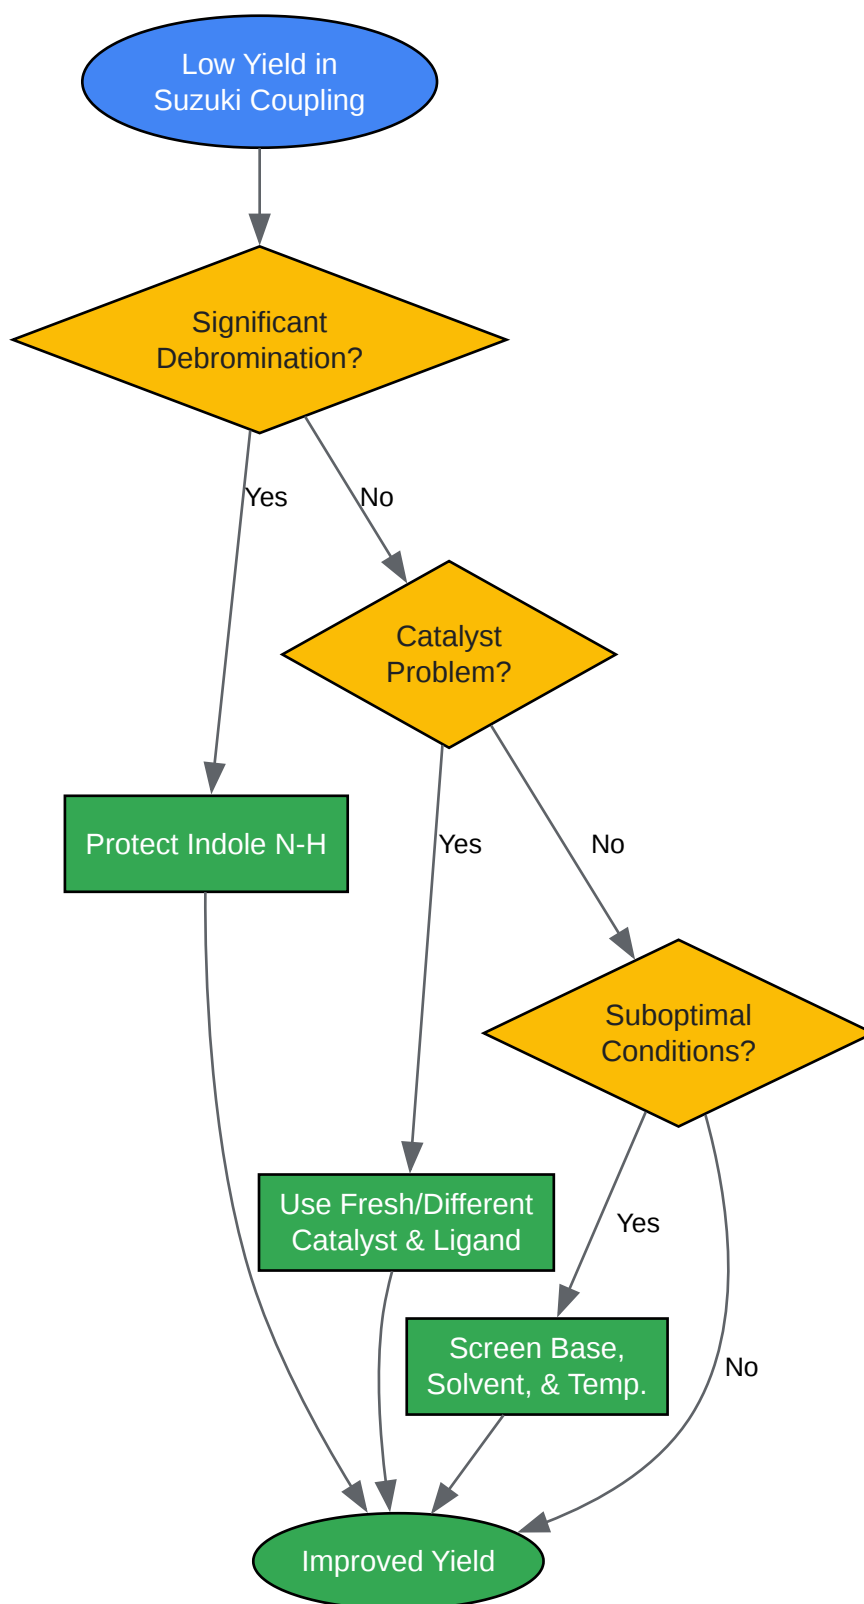 Low Yield in
Suzuki Coupling
Significant
Debromination?
Yes
No
Catalyst
Problem?
Protect Indole N-H
Yes
No
Suboptimal
Conditions?
Use Fresh/Different
Catalyst & Ligand
Yes
Screen Base,
Solvent, & Temp.
No
Improved Yield